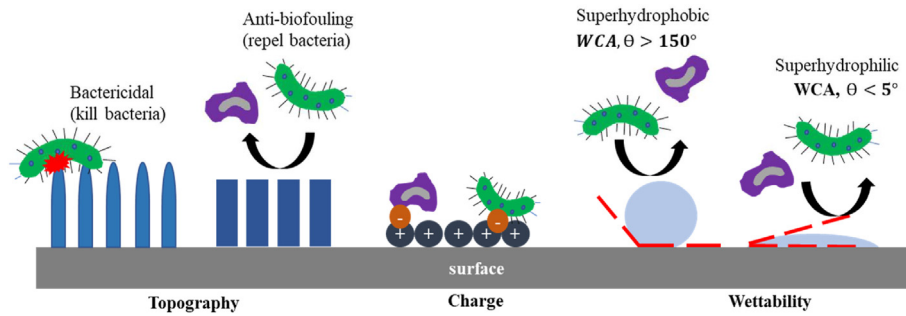 Bactericidal
(kill bacteria)
Anti-biofouling
(repel bacteria)
Superhydrophobic
WCA, Θ > 150°
Superhydrophilic
WCA, Θ < 5°
- -
+ + + + +
surface
Topography
Charge
Wettability